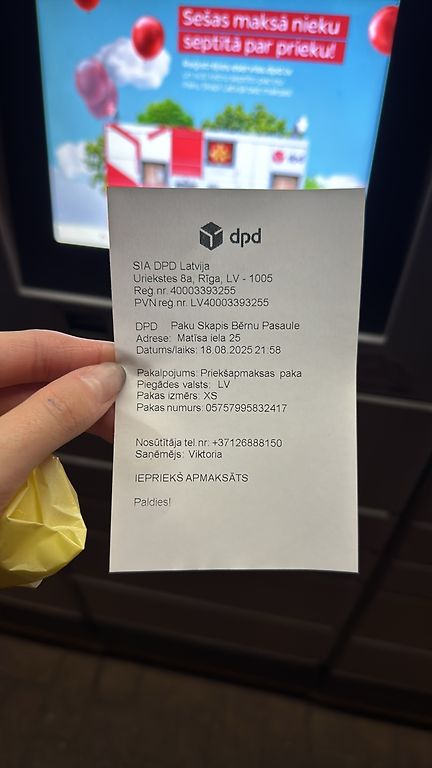 Sešas maksā nieku
septītā par prieku!
dpd
SIA DPD Latvija
Uriekstes 8a, Rīga, LV - 1005
Reģ.nr. 40003393255
PVN reģ.nr. LV40003393255
DPD Paku Skapis Bērnu Pasaule
Adrese: Matīsa iela 25
Datums/laiks: 18.08.2025 21:58
Pakalpojums: Priekšapmaksas paka
Piegādes valsts: LV
Pakas izmērs: XS
Pakas numurs: 05757995832417
Nosūtītāja tel.nr: +37126888150
Saņēmējs: Viktoria
IEPRIEKŠ APMAKSĀTS
Paldies!